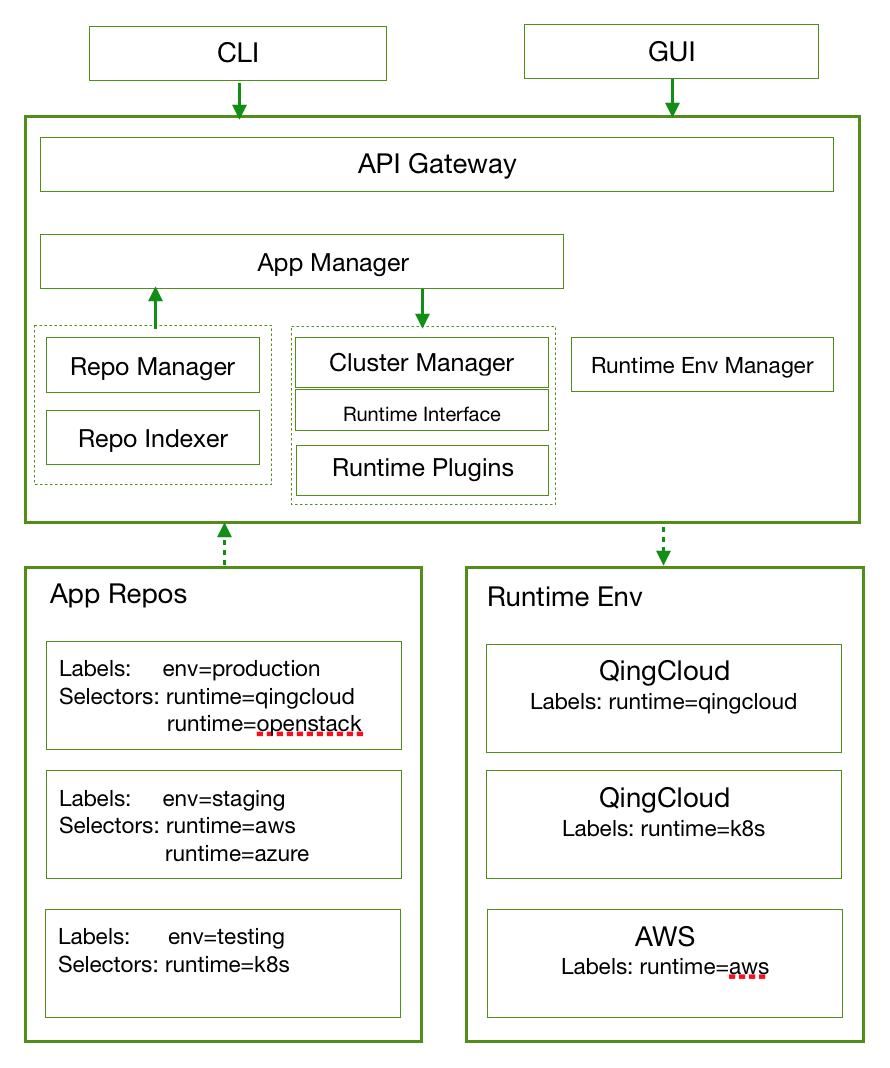 CLI
GUI
API Gateway
App Manager
Repo Manager
Cluster Manager
Runtime Env Manager
Runtime Interface
Repo Indexer
Runtime Plugins
App Repos
Labels: env=production
Selectors: runtime=qingcloud
runtime=openstack
Labels: env=staging
Selectors: runtime=aws
runtime=azure
Labels: env=testing
Selectors: runtime=k8s
Runtime Env
QingCloud
Labels: runtime=qingcloud
QingCloud
Labels: runtime=k8s
AWS
Labels: runtime=aws